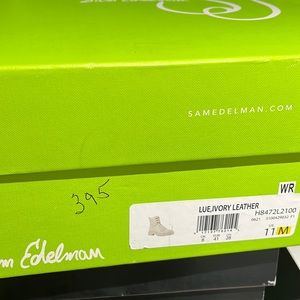 SAMEDELMAN.COM
WR
395
LUE,IVORY LEATHER
H8472L2100
11 M
m Edelman